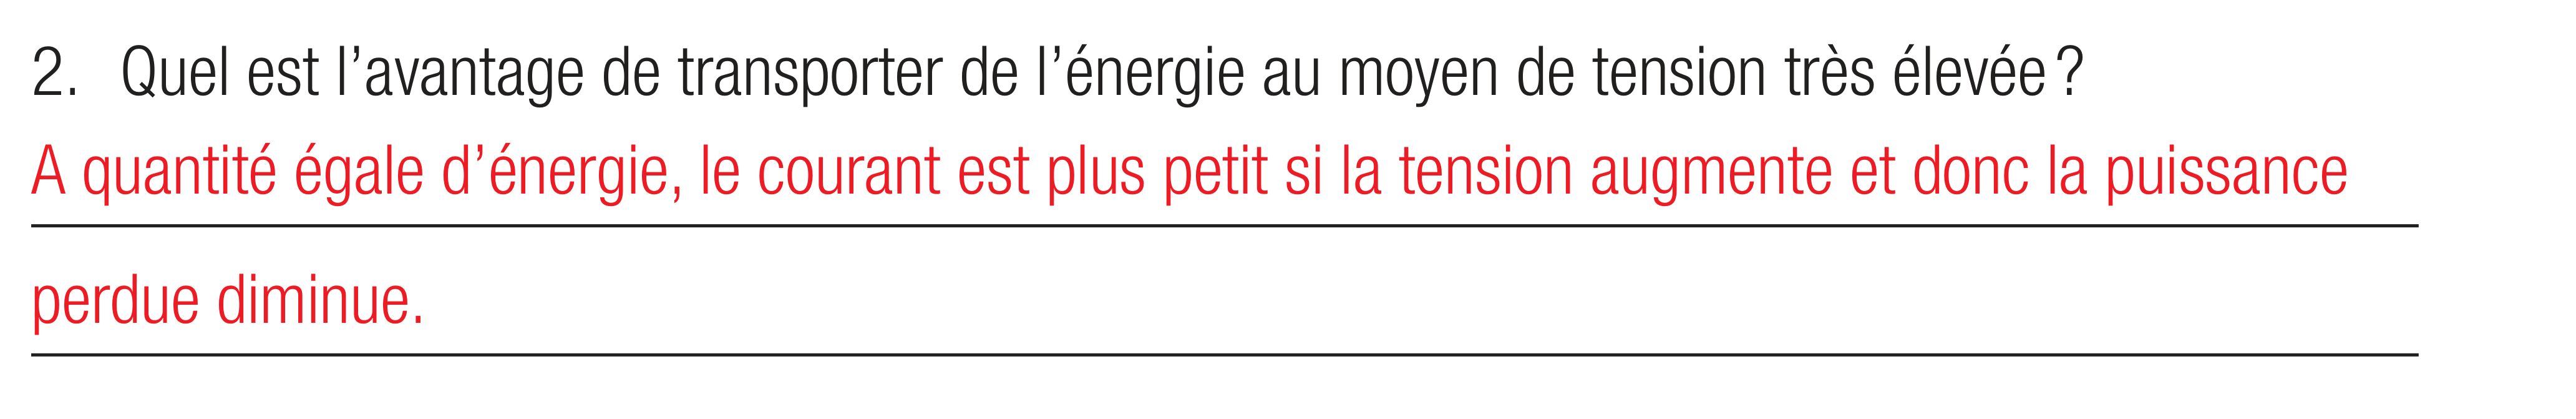 2. Quel est l’avantage de transporter de l’énergie au moyen de tension très élevée ?
A quantité égale d’énergie, le courant est plus petit si la tension augmente et donc la puissance
perdue diminue.